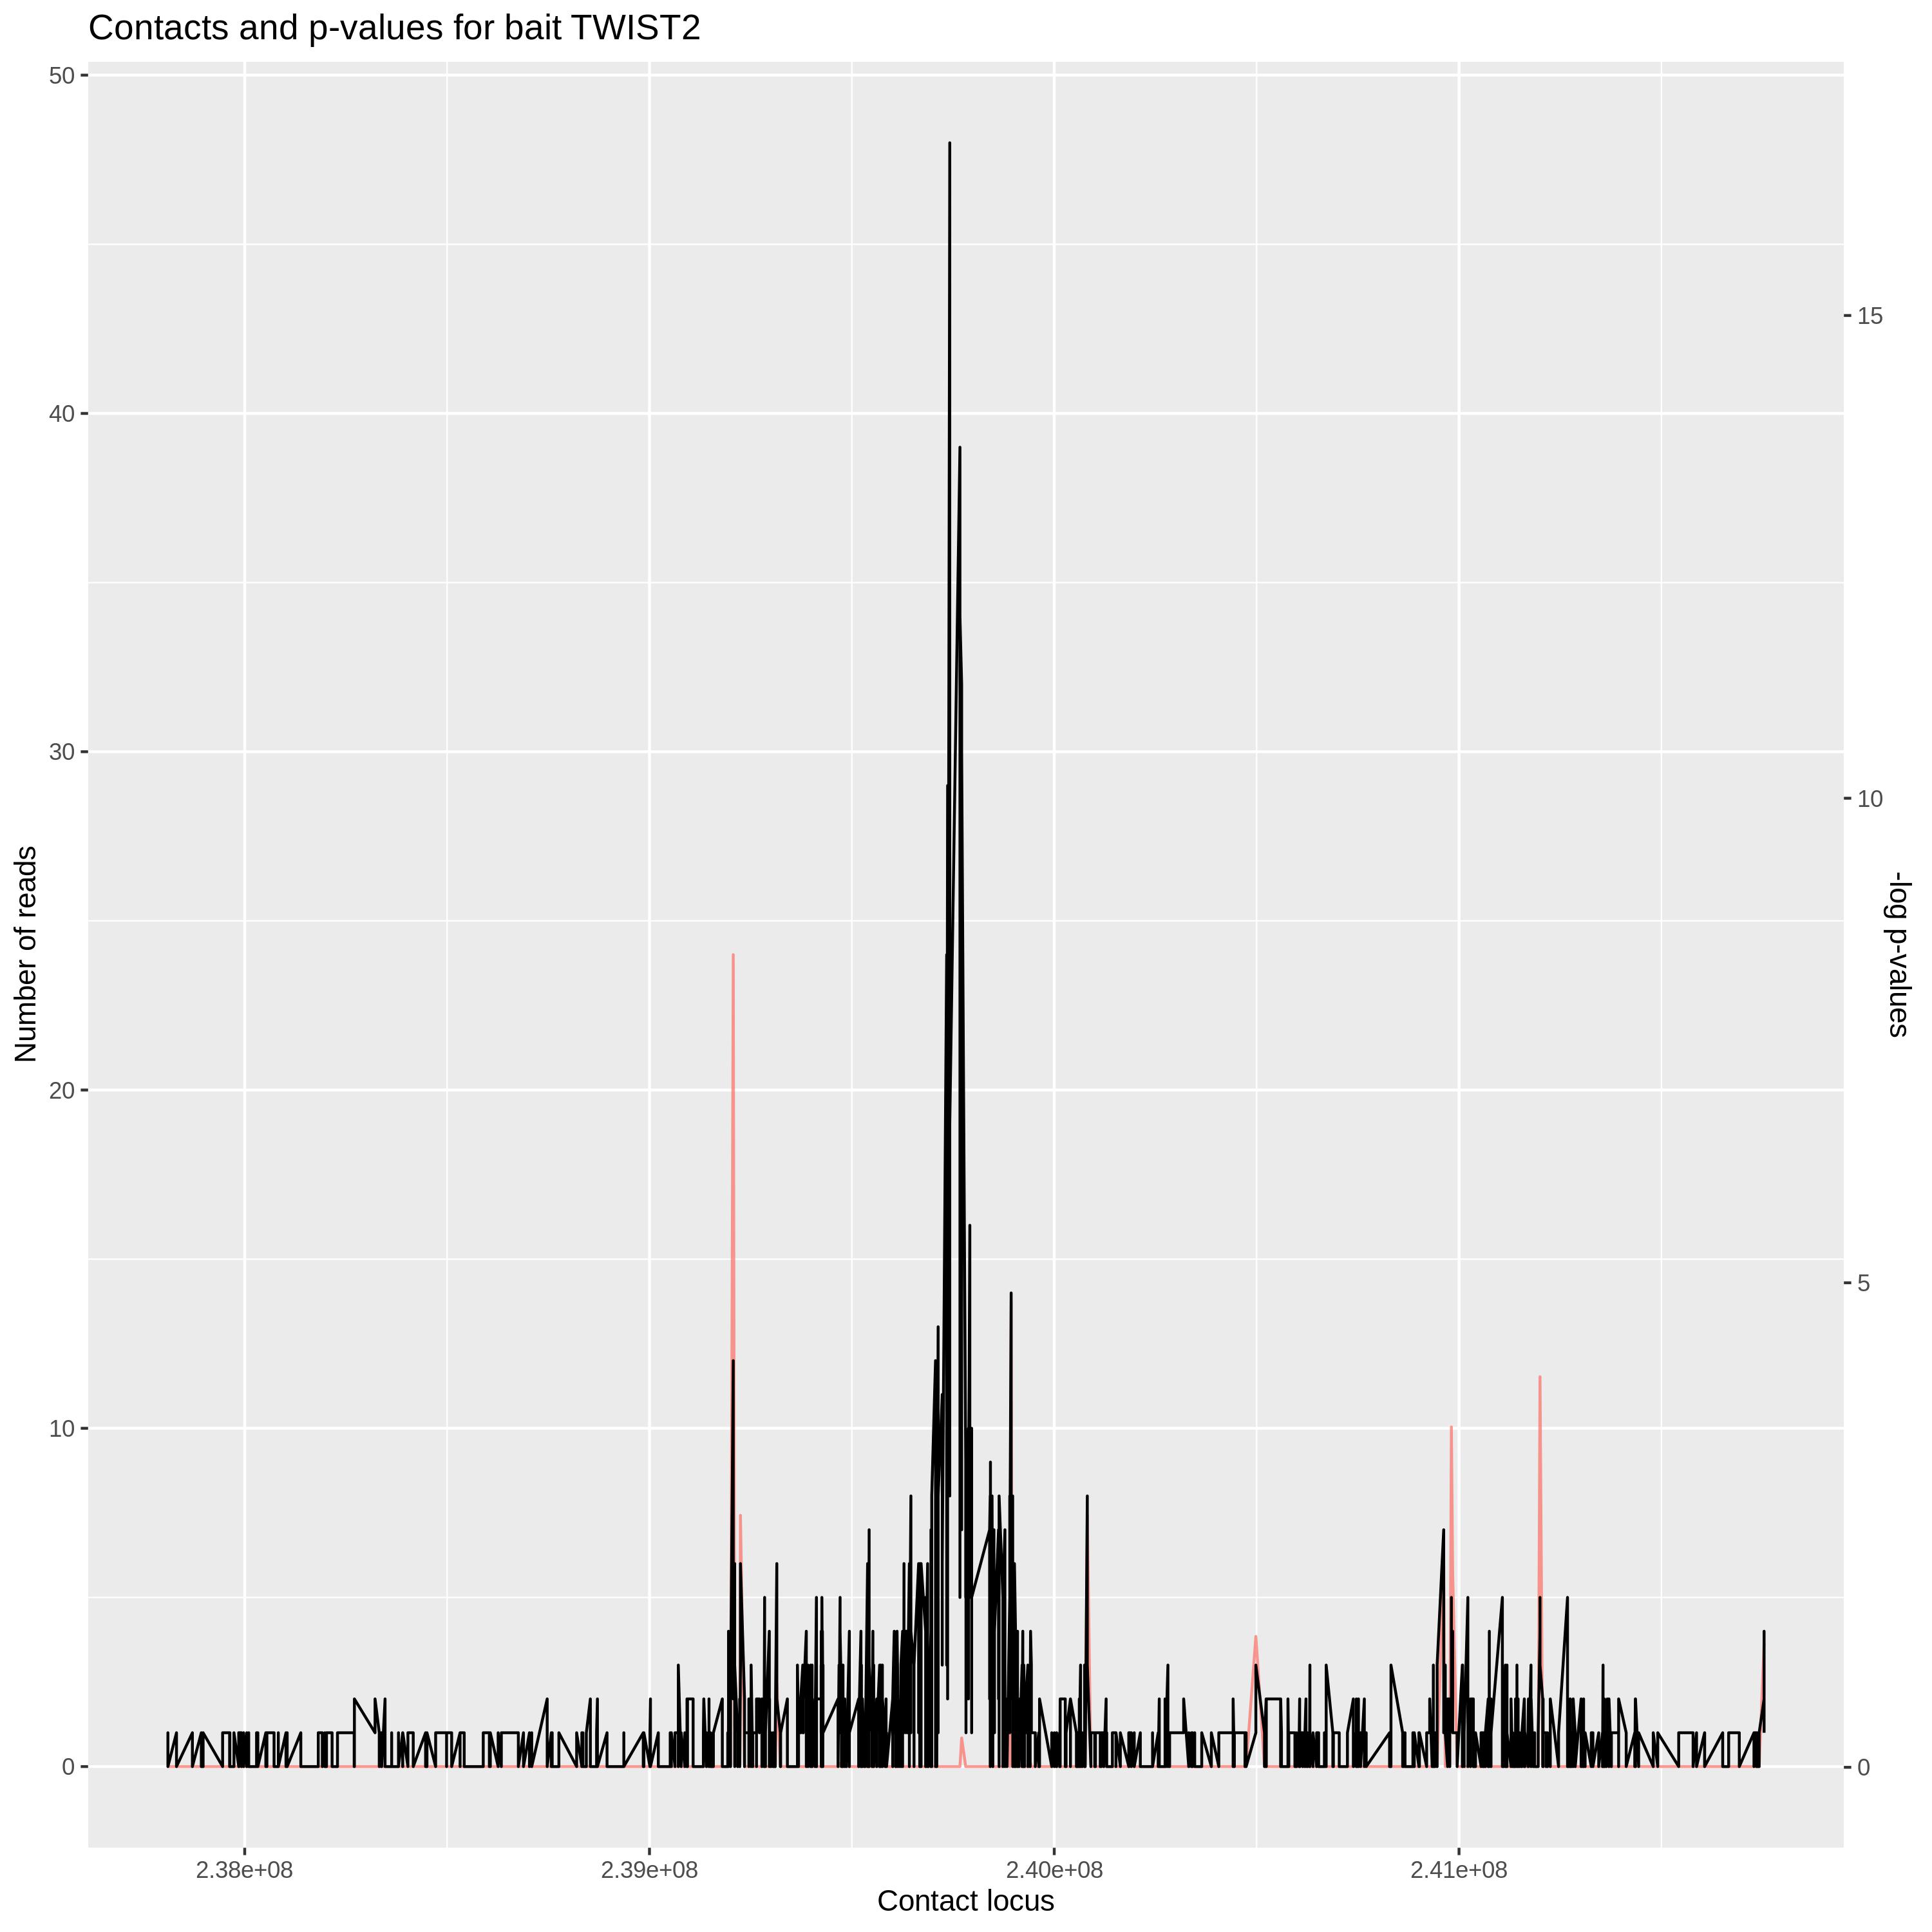 Contacts and p-values for bait TWIST2
50
40
30
20
10
0
Number of reads
15
10
5
0
-log p-values
2.38e+08 2.39e+08 2.40e+08 2.41e+08
Contact locus